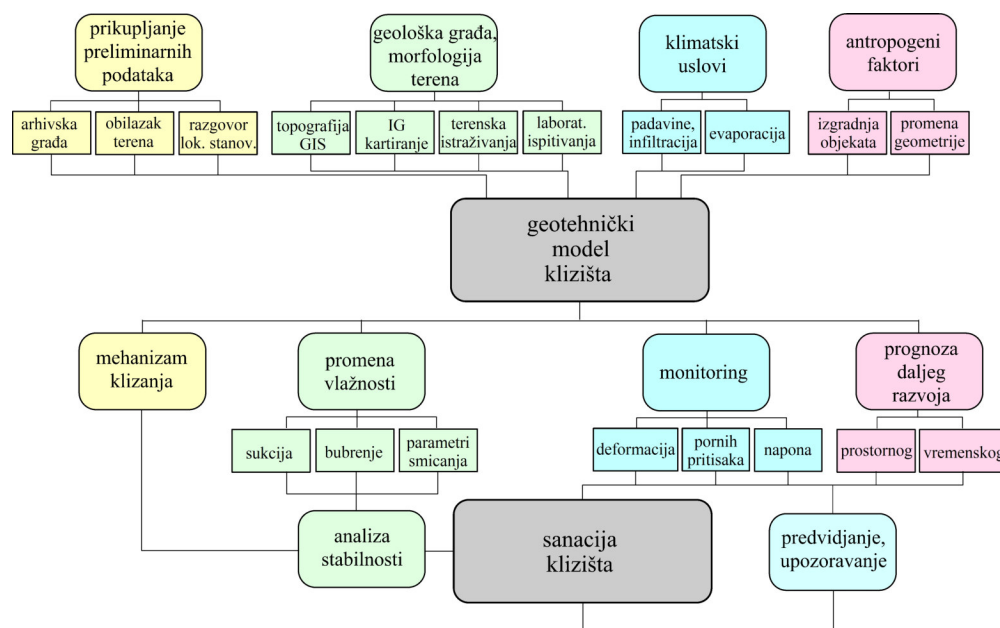 prikupljanje
preliminarnih
podataka
geološka građa,
morfologija
terena
klimatski
uslovi
antropogeni
faktori
arhivska
građa
obilazak
terena
razgovor
lok. stanov.
topografija
GIS
IG
kartiranje
terenska
istraživanja
laborat.
ispitivanja
padavine,
infiltracija
evaporacija
izgradnja
objekata
promena
geometrije
geotehnički
model
klizišta
mehanizam
klizanja
promena
vlažnosti
monitoring
prognoza
daljeg
razvoja
sukcija
bubrenje
parametri
smicanja
deformacija
pornih
pritisaka
napona
prostornog
vremenskog
analiza
stabilnosti
sanacija
klizišta
predvidjanje,
upozoravanje